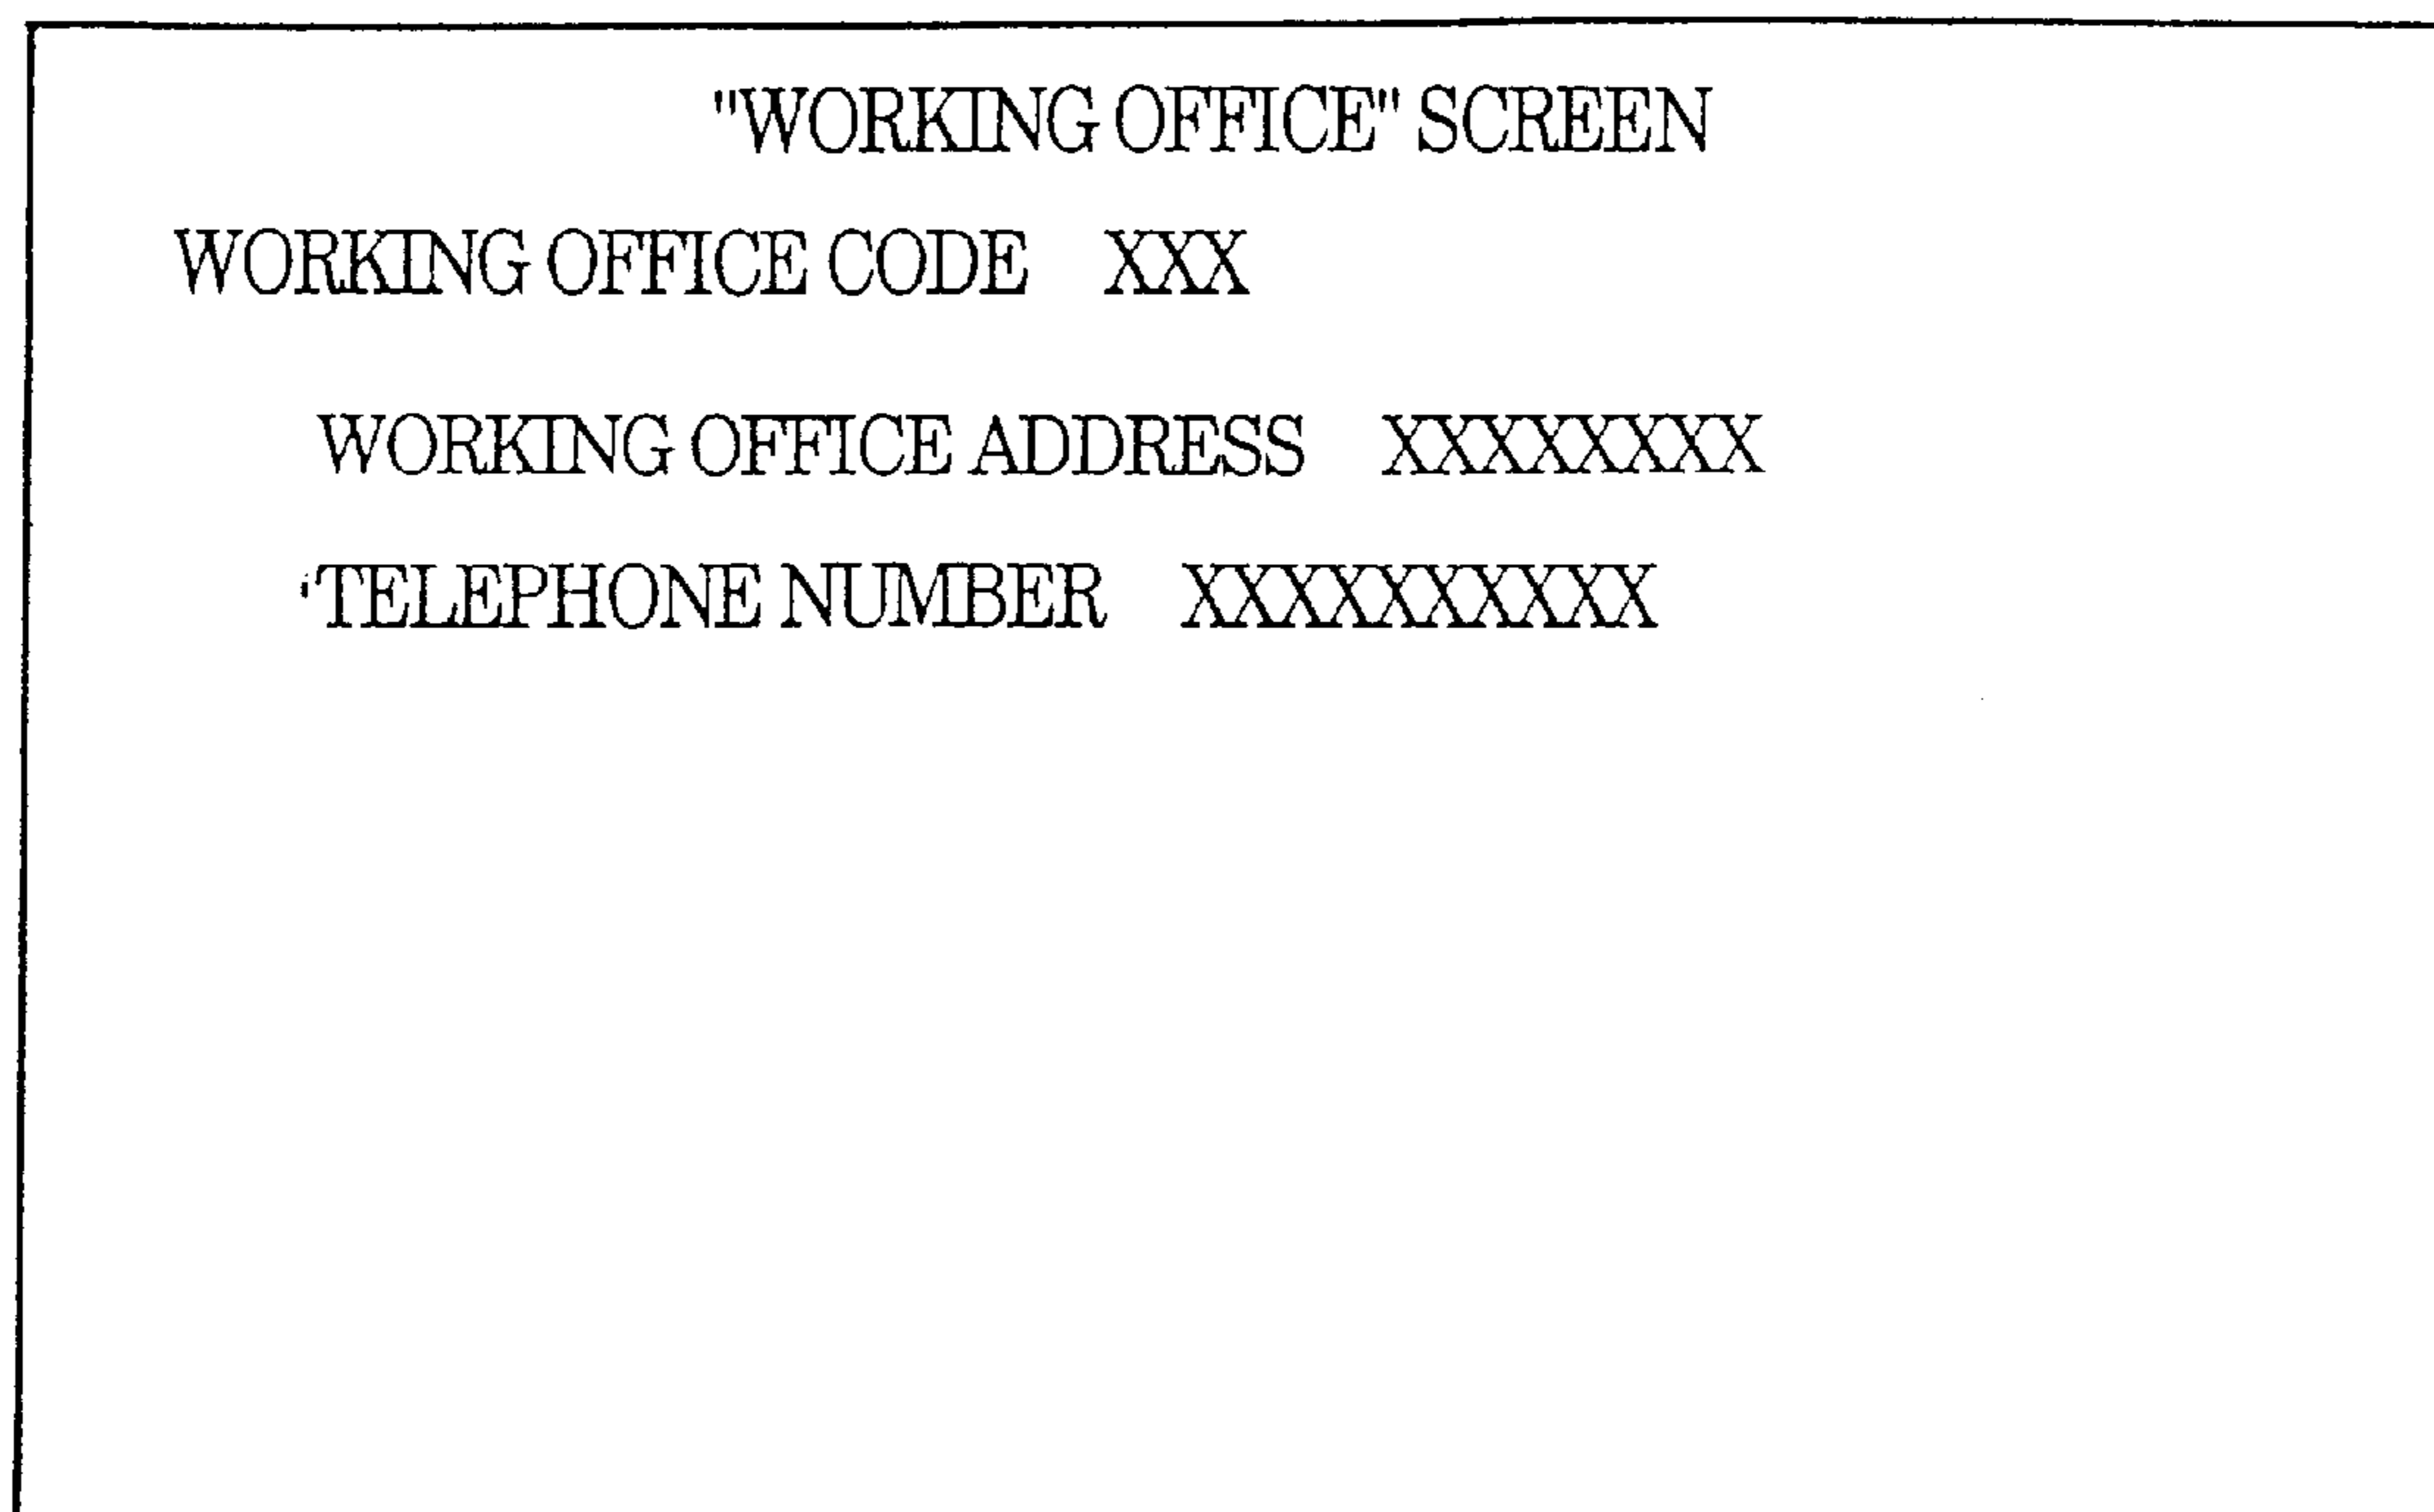 "WORKING OFFICE" SCREEN
WORKING OFFICE CODE XXX
WORKING OFFICE ADDRESS XXXXXXXX
TELEPHONE NUMBER XXXXXXXXXX